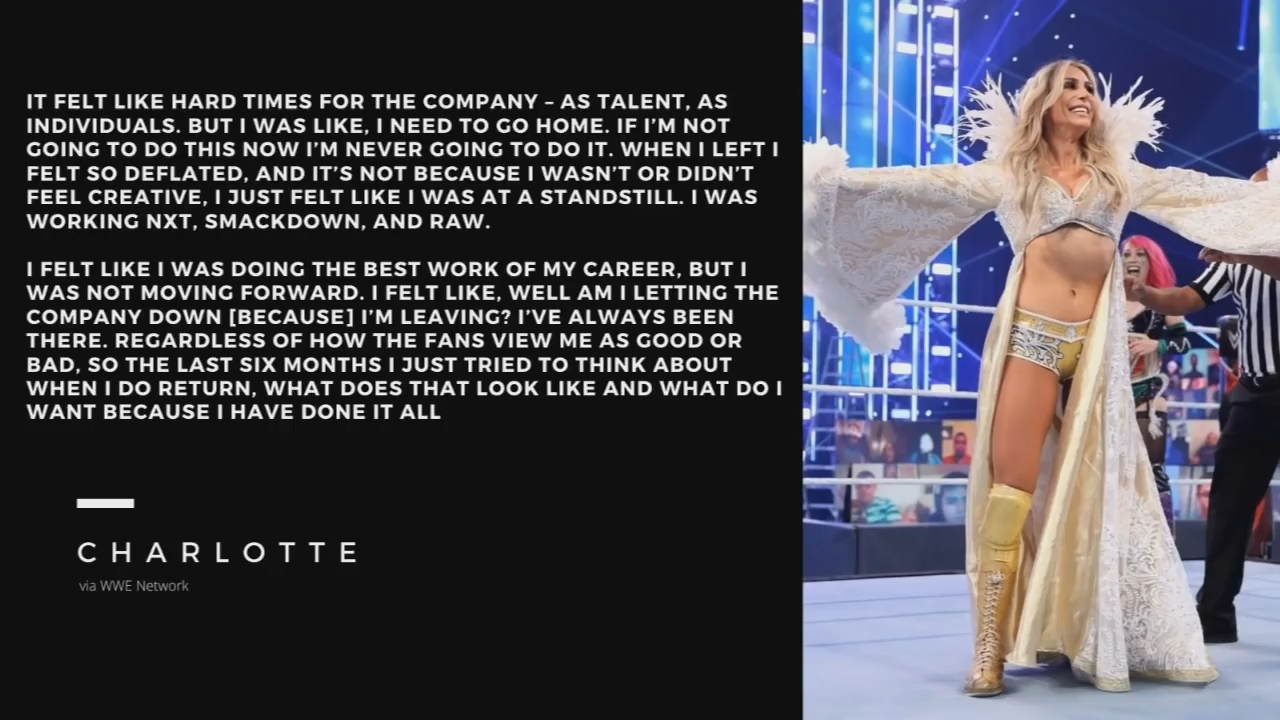 IT FELT LIKE HARD TIMES FOR THE COMPANY – AS TALENT, AS
INDIVIDUALS. BUT I WAS LIKE, I NEED TO GO HOME. IF I'M NOT
GOING TO DO THIS NOW I'M NEVER GOING TO DO IT. WHEN I LEFT I
FELT SO DEFLATED, AND IT'S NOT BECAUSE I WASN'T OR DIDN'T
FEEL CREATIVE, I JUST FELT LIKE I WAS AT A STANDSTILL. I WAS
WORKING NXT, SMACKDOWN, AND RAW.
I FELT LIKE I WAS DOING THE BEST WORK OF MY CAREER, BUT I
WAS NOT MOVING FORWARD. I FELT LIKE, WELL AM I LETTING THE
COMPANY DOWN [BECAUSE] I'M LEAVING? I'VE ALWAYS BEEN
THERE. REGARDLESS OF HOW THE FANS VIEW ME AS GOOD OR
BAD, SO THE LAST SIX MONTHS I JUST TRIED TO THINK ABOUT
WHEN I DO RETURN, WHAT DOES THAT LOOK LIKE AND WHAT DO I
WANT BECAUSE I HAVE DONE IT ALL
CHARLOTTE
via WWE Network